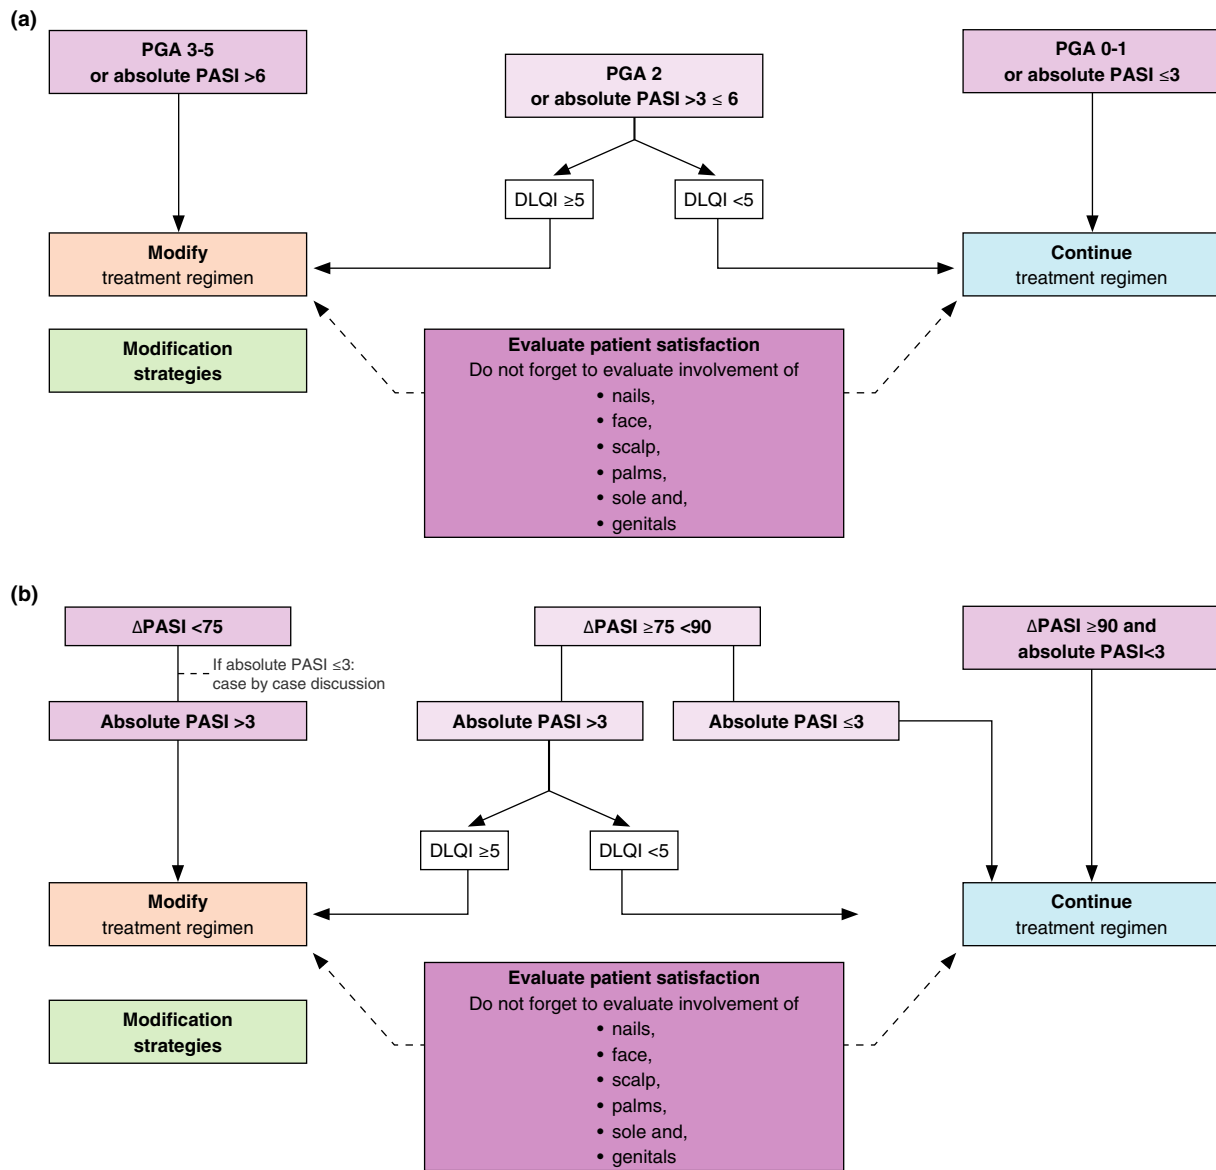 (a)
PGA 3-5
or absolute PASI >6
PGA 2
or absolute PASI >3 ≤ 6
PGA 0-1
or absolute PASI ≤3
DLQI ≥5
DLQI <5
Modify
treatment regimen
Continue
treatment regimen
Modification
strategies
Evaluate patient satisfaction
Do not forget to evaluate involvement of
• nails,
• face,
• scalp,
• palms,
• sole and,
• genitals
(b)
ΔPASI <75
ΔPASI ≥75 <90
ΔPASI ≥90 and
absolute PASI<3
If absolute PASI ≤3:
case by case discussion
Absolute PASI >3
Absolute PASI >3
Absolute PASI ≤3
DLQI ≥5
DLQI <5
Modify
treatment regimen
Continue
treatment regimen
Modification
strategies
Evaluate patient satisfaction
Do not forget to evaluate involvement of
• nails,
• face,
• scalp,
• palms,
• sole and,
• genitals